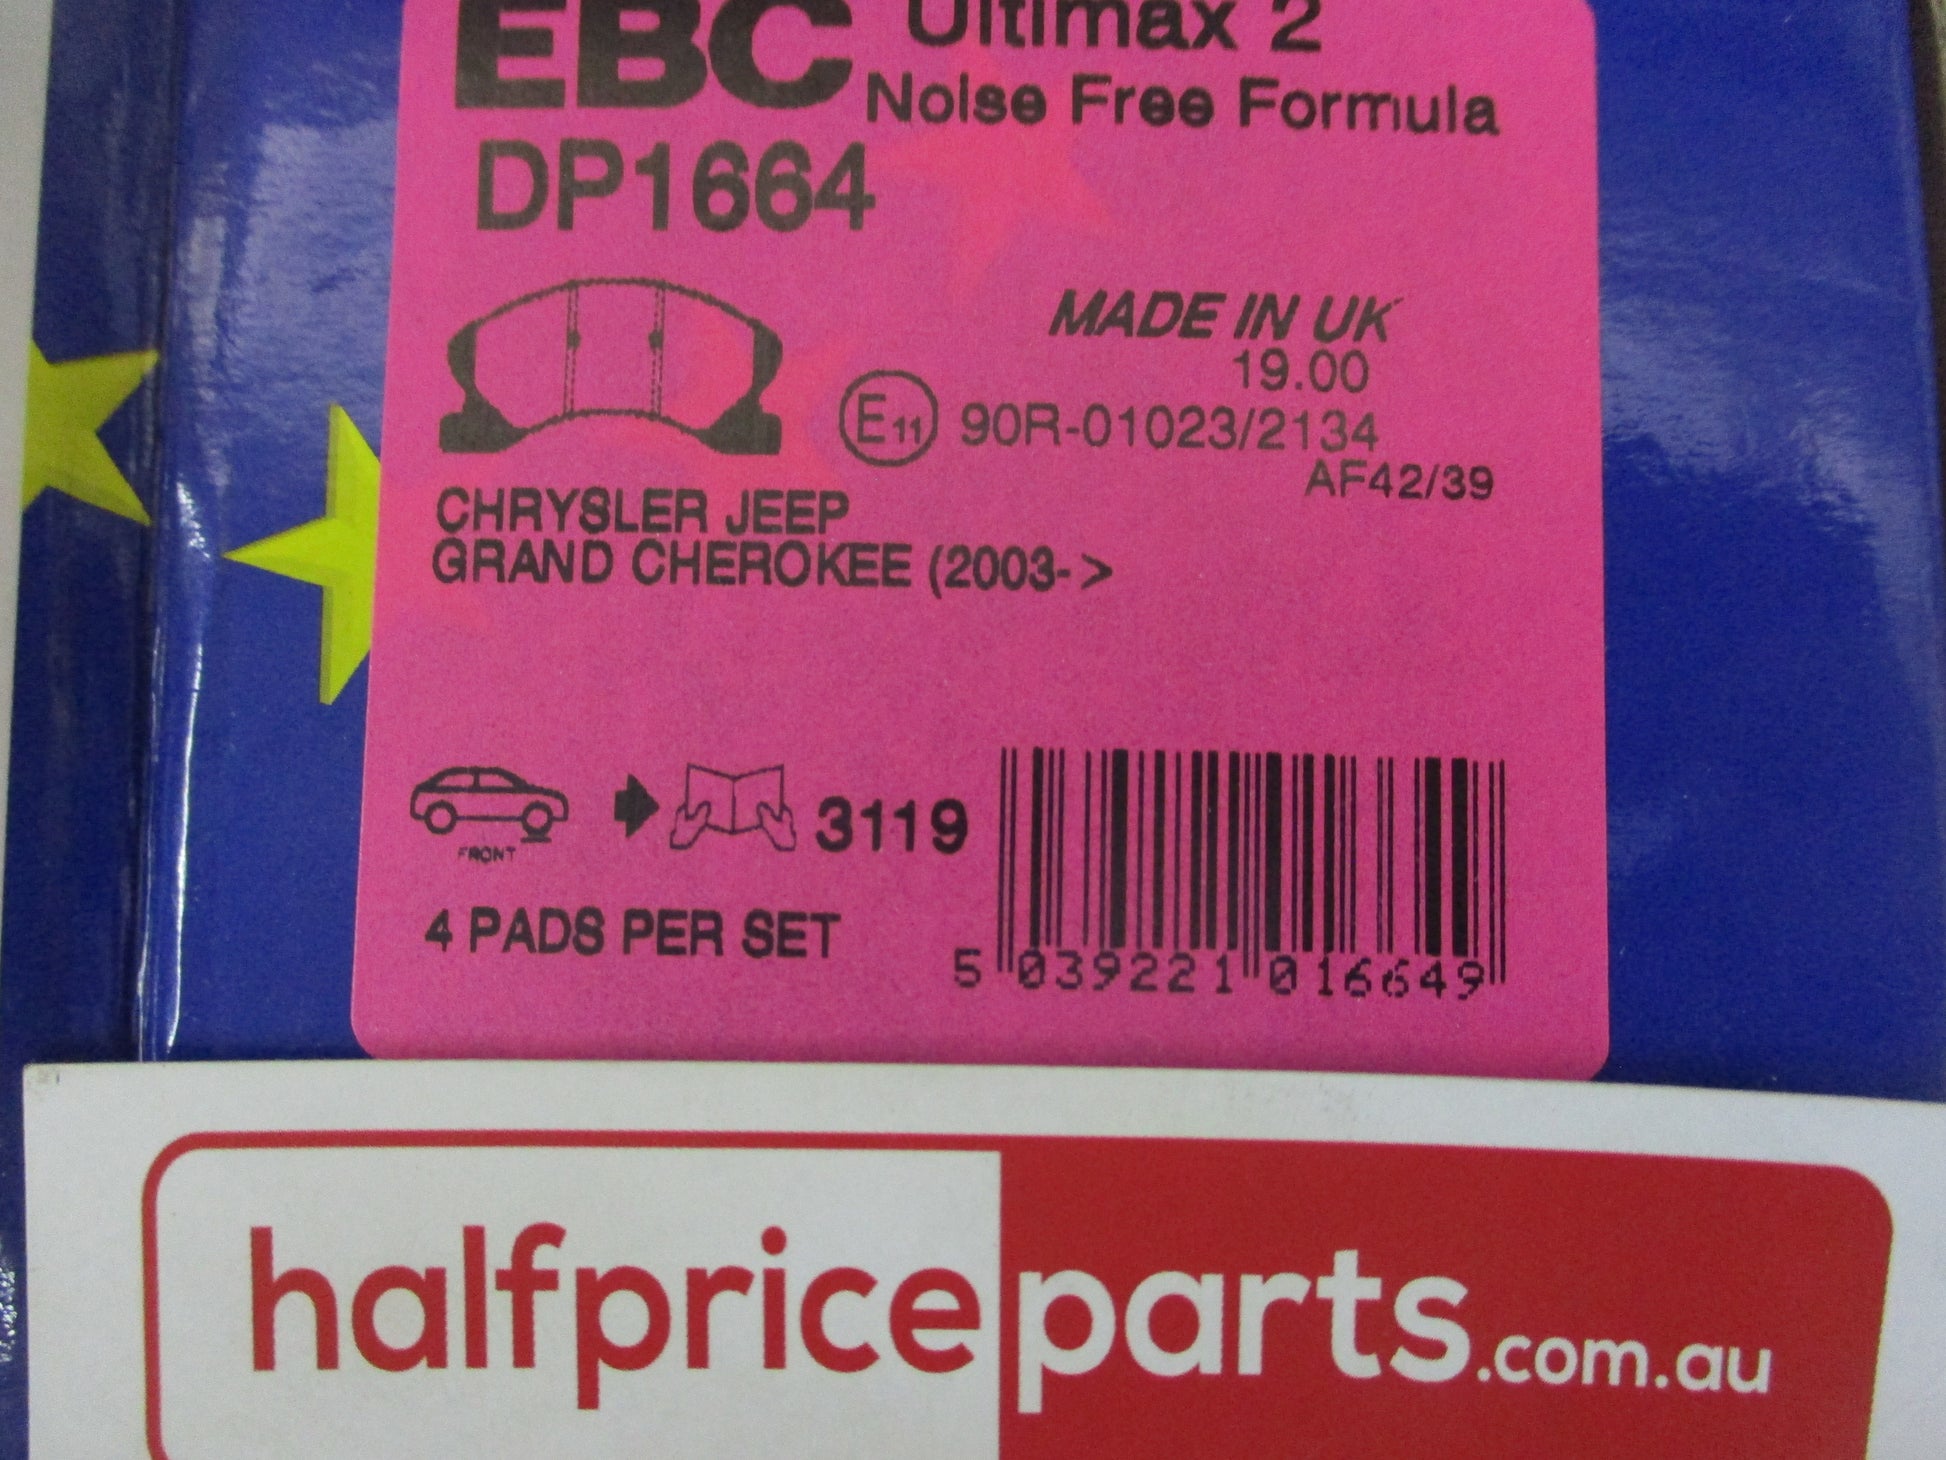 EBC Ultimax 2
Noise Free Formula
DP1664
MADE IN UK
19.00
E11 90R-01023/2134
AF42/39
CHRYSLER JEEP
GRAND CHEROKEE (2003->
FRONT
3119
4 PADS PER SET
5 039221 016649
halfpriceparts.com.au